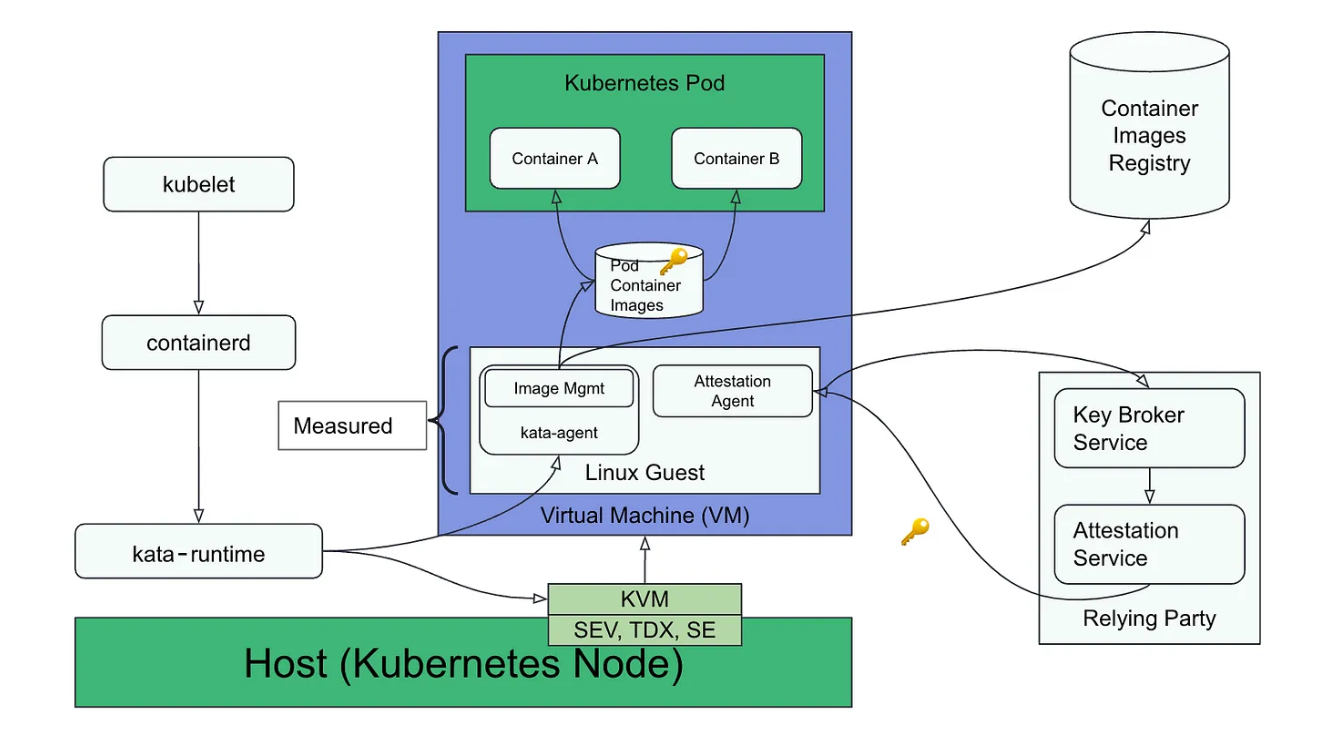 Kubernetes Pod
Container A
Container B
Container
Images
Registry
kubelet
Pod
Container
Images
containerd
Image Mgmt
kata-agent
Attestation
Agent
Linux Guest
Measured
Key Broker
Service
Virtual Machine (VM)
Attestation
Service
kata-runtime
Relying Party
KVM
SEV, TDX, SE
Host (Kubernetes Node)